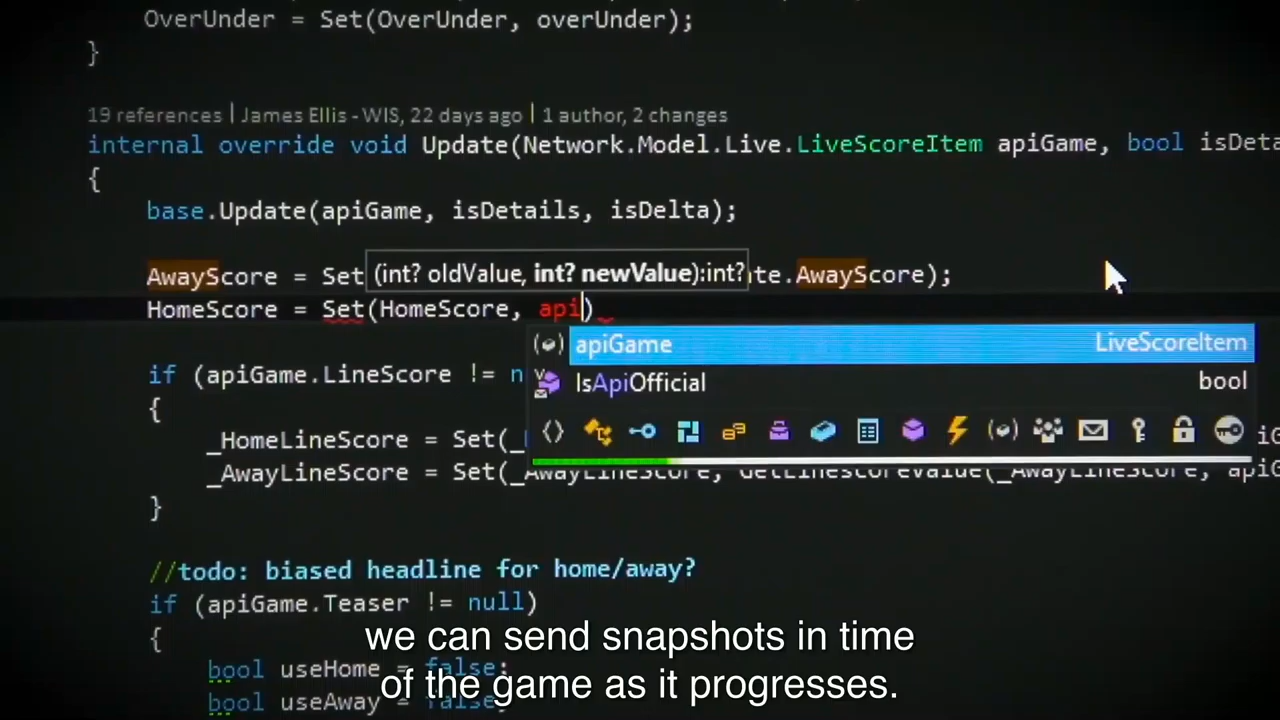 OverUnder = Set(OverUnder, overUnder);
}
19 references | James Ellis - WIS, 22 days ago | 1 author, 2 changes
internal override void Update(Network.Model.Live.LiveScoreItem apiGame, bool isDeta
{
base.Update(apiGame, isDetails, isDelta);
AwayScore = Set (int? oldValue, int? newValue):int? te.AwayScore);
HomeScore = Set(HomeScore, api)
apiGame LiveScoreItem
if (apiGame.LineScore != n
IsApiOfficial bool
{
_HomeLineScore = Set(_ iG
_AwayLineScore = Set(_AwayLineScore, GetLineScoreValue(_AwayLineScore, apiG
}
//todo: biased headline for home/away?
if (apiGame.Teaser != null)
{
we can send snapshots in time
bool useHome = false;
of the game as it progresses.
bool useAway = false;